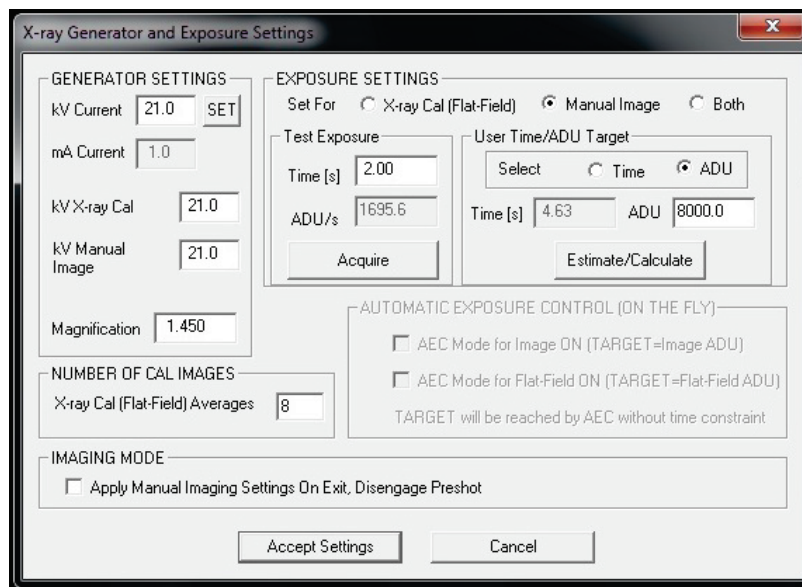 X-ray Generator and Exposure Settings
X
GENERATOR SETTINGS
kV Current 21.0 SET
mA Current 1.0
kV X-ray Cal 21.0
kV Manual 21.0
Image
Magnification 1.450
EXPOSURE SETTINGS
Set For X-ray Cal (Flat-Field) Manual Image Both
Test Exposure
Time [s] 2.00
ADU/s 1695.6
Acquire
User Time/ADU Target
Select Time ADU
Time [s] 4.63 ADU 8000.0
Estimate/Calculate
AUTOMATIC EXPOSURE CONTROL (ON THE FLY)
AEC Mode for Image ON (TARGET=Image ADU)
AEC Mode for Flat-Field ON (TARGET=Flat-Field ADU)
TARGET will be reached by AEC without time constraint
NUMBER OF CAL IMAGES
X-ray Cal (Flat-Field) Averages 8
IMAGING MODE
Apply Manual Imaging Settings On Exit, Disengage Preshot
Accept Settings Cancel